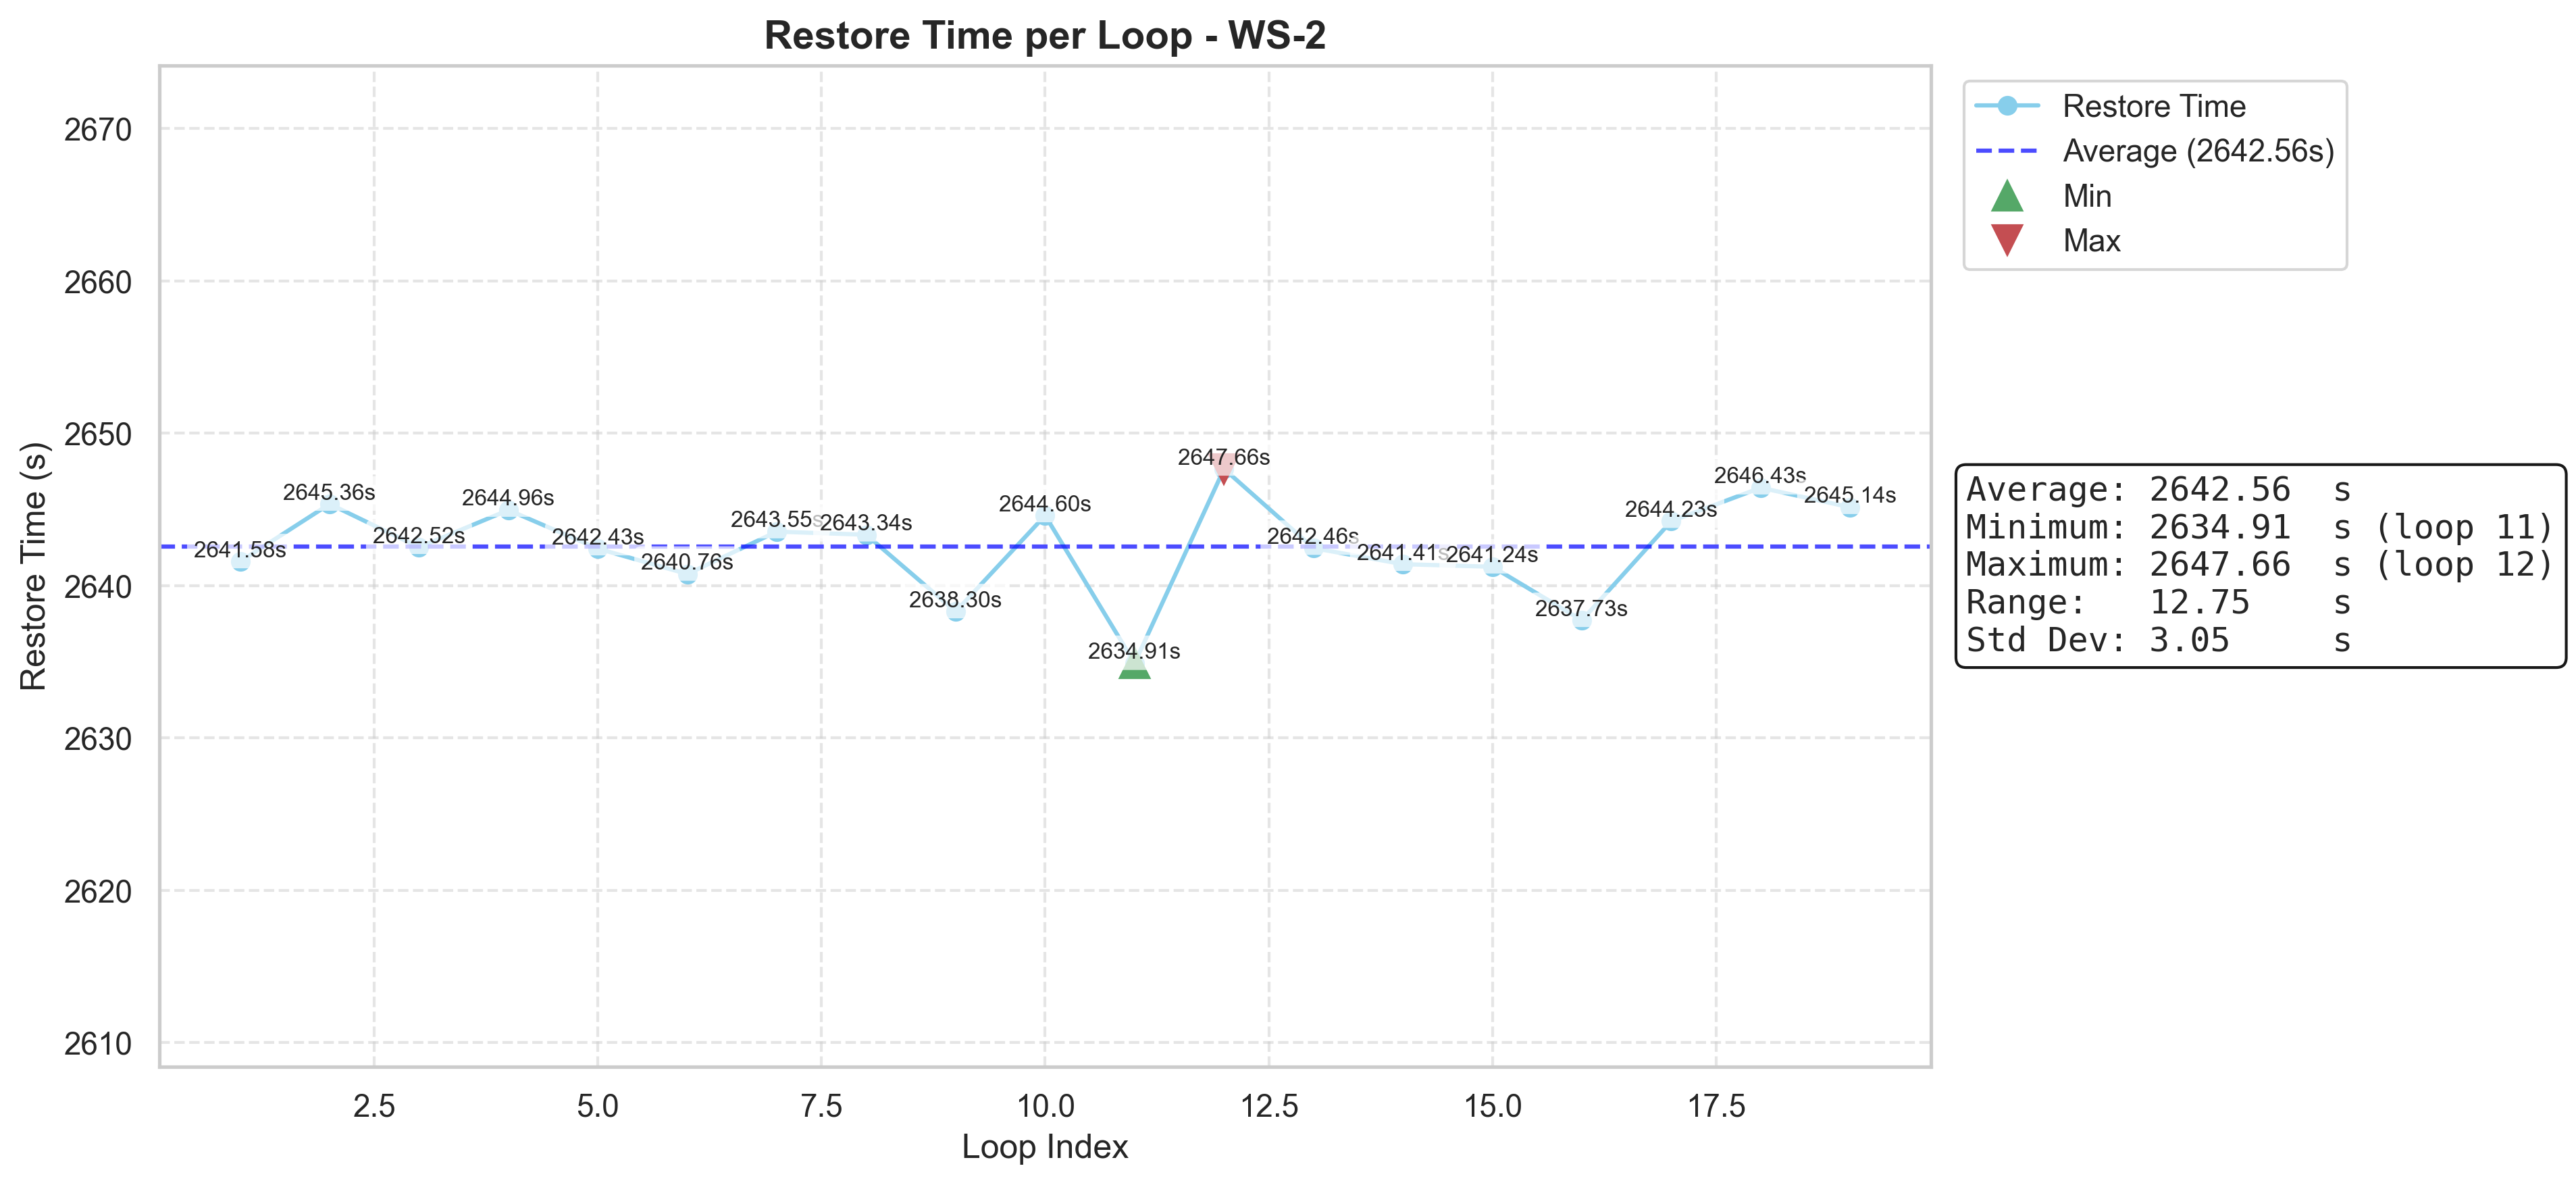 Restore Time per Loop - WS-2
Restore Time (s)
2670
2660
2650
2640
2630
2620
2610
2641.58s
2645.36s
2642.52s
2644.96s
2642.43s
2640.76s
2643.55s
2643.34s
2638.30s
2644.60s
2634.91s
2647.66s
2642.46s
2641.41s
2641.24s
2637.73s
2644.23s
2646.43s
2645.14s
2.5
5.0
7.5
10.0
12.5
15.0
17.5
Loop Index
Restore Time
Average (2642.56s)
Min
Max
Average: 2642.56 s
Minimum: 2634.91 s (loop 11)
Maximum: 2647.66 s (loop 12)
Range: 12.75 s
Std Dev: 3.05 s